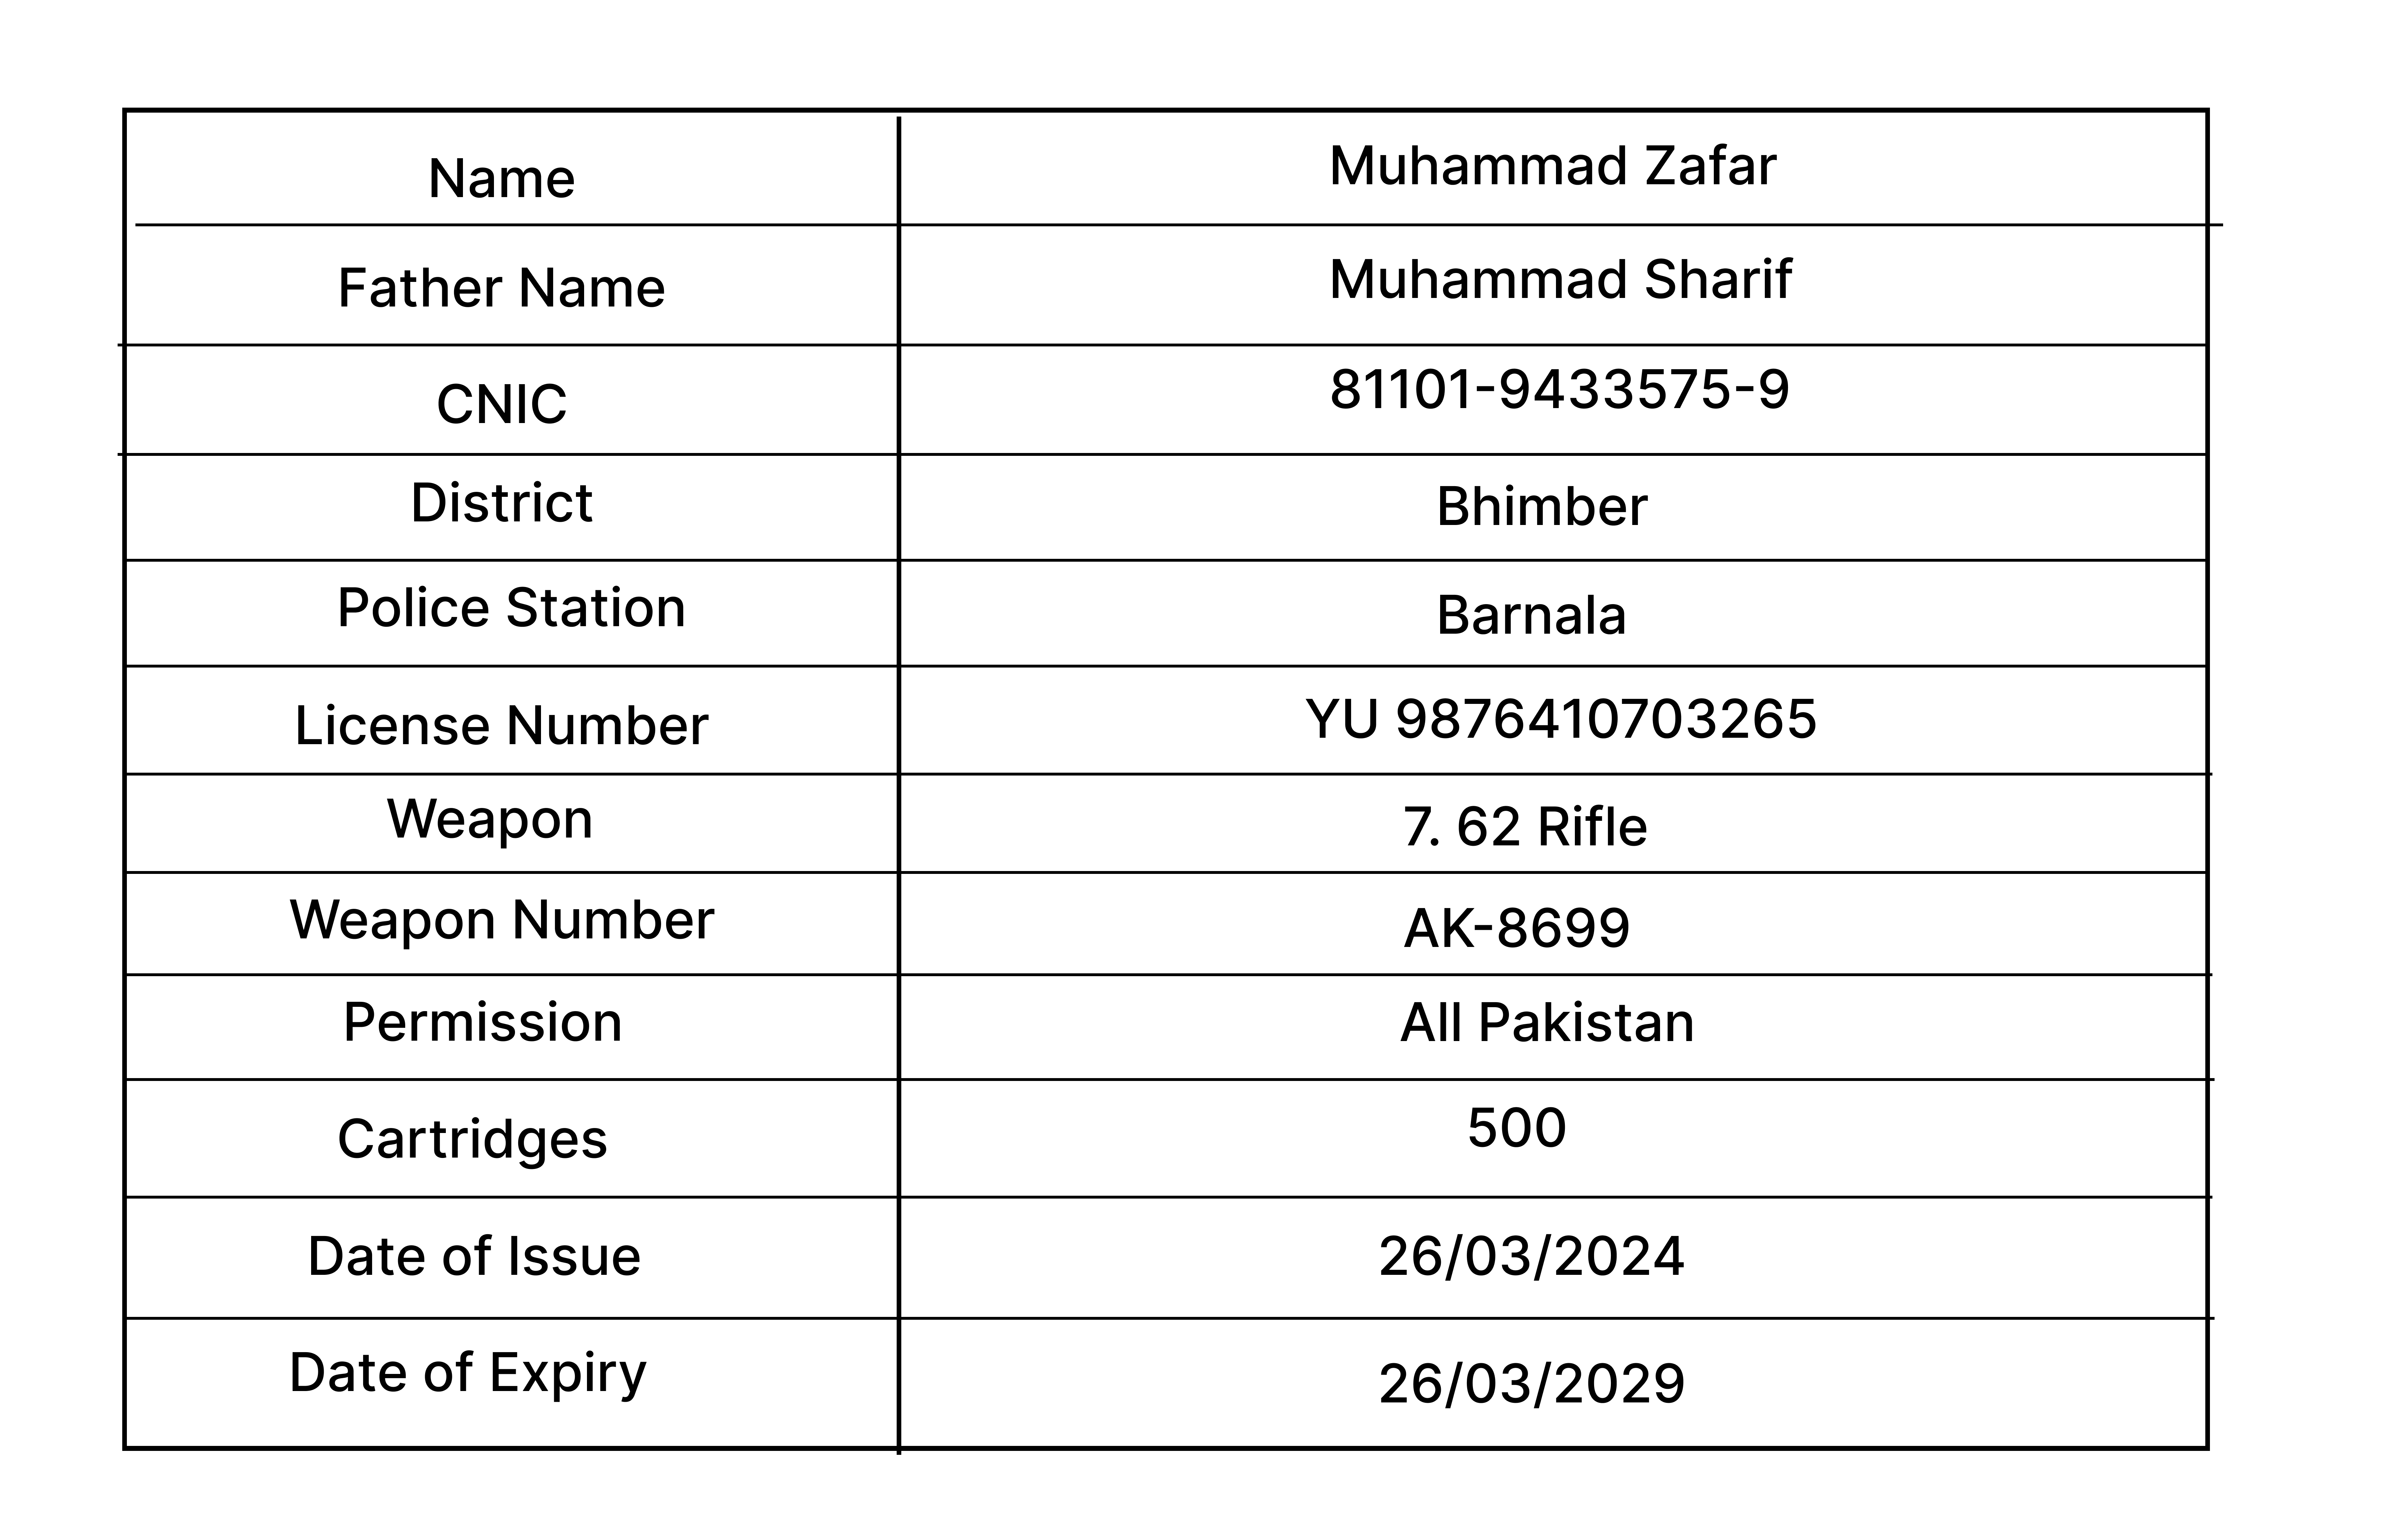 Name Muhammad Zafar
Father Name Muhammad Sharif
CNIC 81101-9433575-9
District Bhimber
Police Station Barnala
License Number YU 9876410703265
Weapon 7. 62 Rifle
Weapon Number AK-8699
Permission All Pakistan
Cartridges 500
Date of Issue 26/03/2024
Date of Expiry 26/03/2029